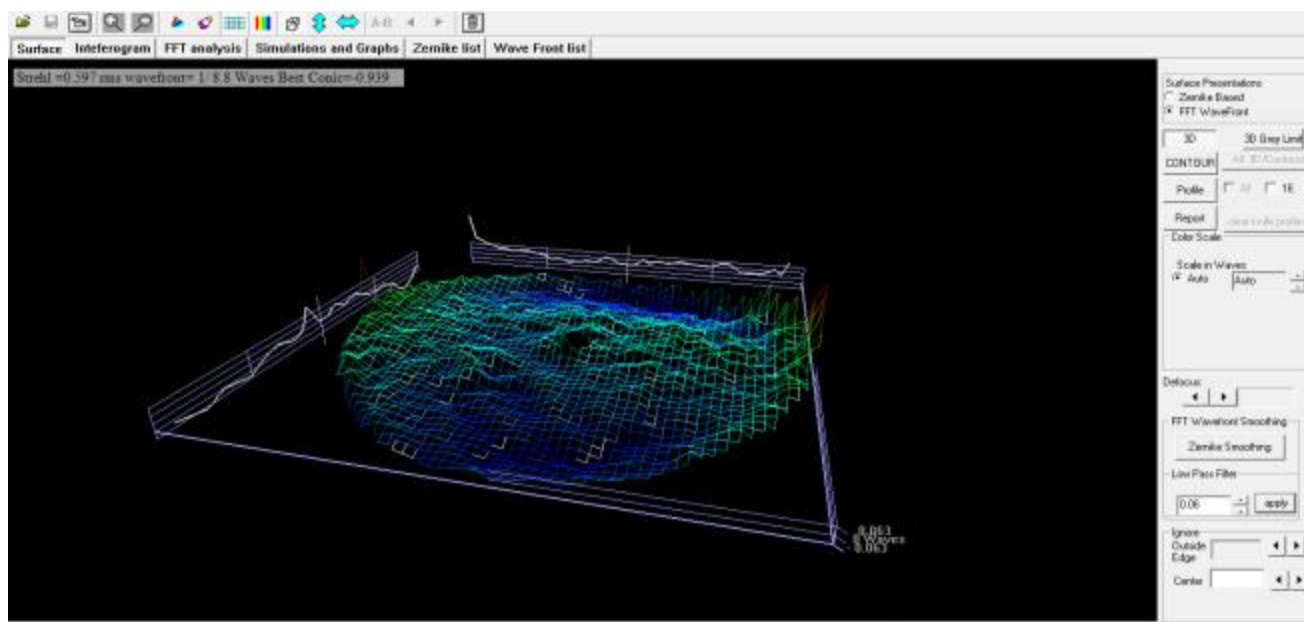 A-B
Surface Inteferogram FFT analysis Simulations and Graphs Zernike list Wave Front list
Strehl =0.597 rms wavefront= 1/ 8.8 Waves Best Conic=-0.939
Surface Presentations
Zernike Based
FFT WaveFront
3D 3D Grey Limit
CONTOUR
Profile All 16
Report
Color Scale
Scale in Waves
Auto Auto
Defocus
FFT Wavefront Smoothing
Zernike Smoothing
Low Pass Filter
0.06 apply
Ignore
Outside
Edge
Center
0.063
0 Waves
-0.063